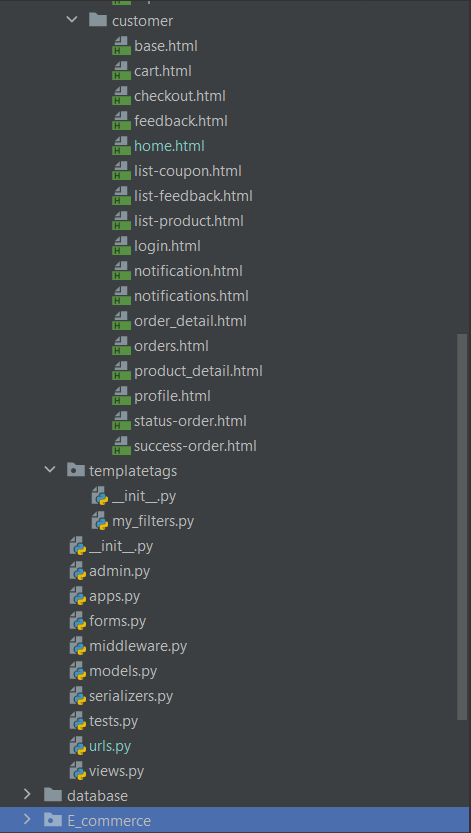 customer
base.html
cart.html
checkout.html
feedback.html
home.html
list-coupon.html
list-feedback.html
list-product.html
login.html
notification.html
notifications.html
order_detail.html
orders.html
product_detail.html
profile.html
status-order.html
success-order.html
templatetags
__init__.py
my_filters.py
__init__.py
admin.py
apps.py
forms.py
middleware.py
models.py
serializers.py
tests.py
urls.py
views.py
database
E_commerce